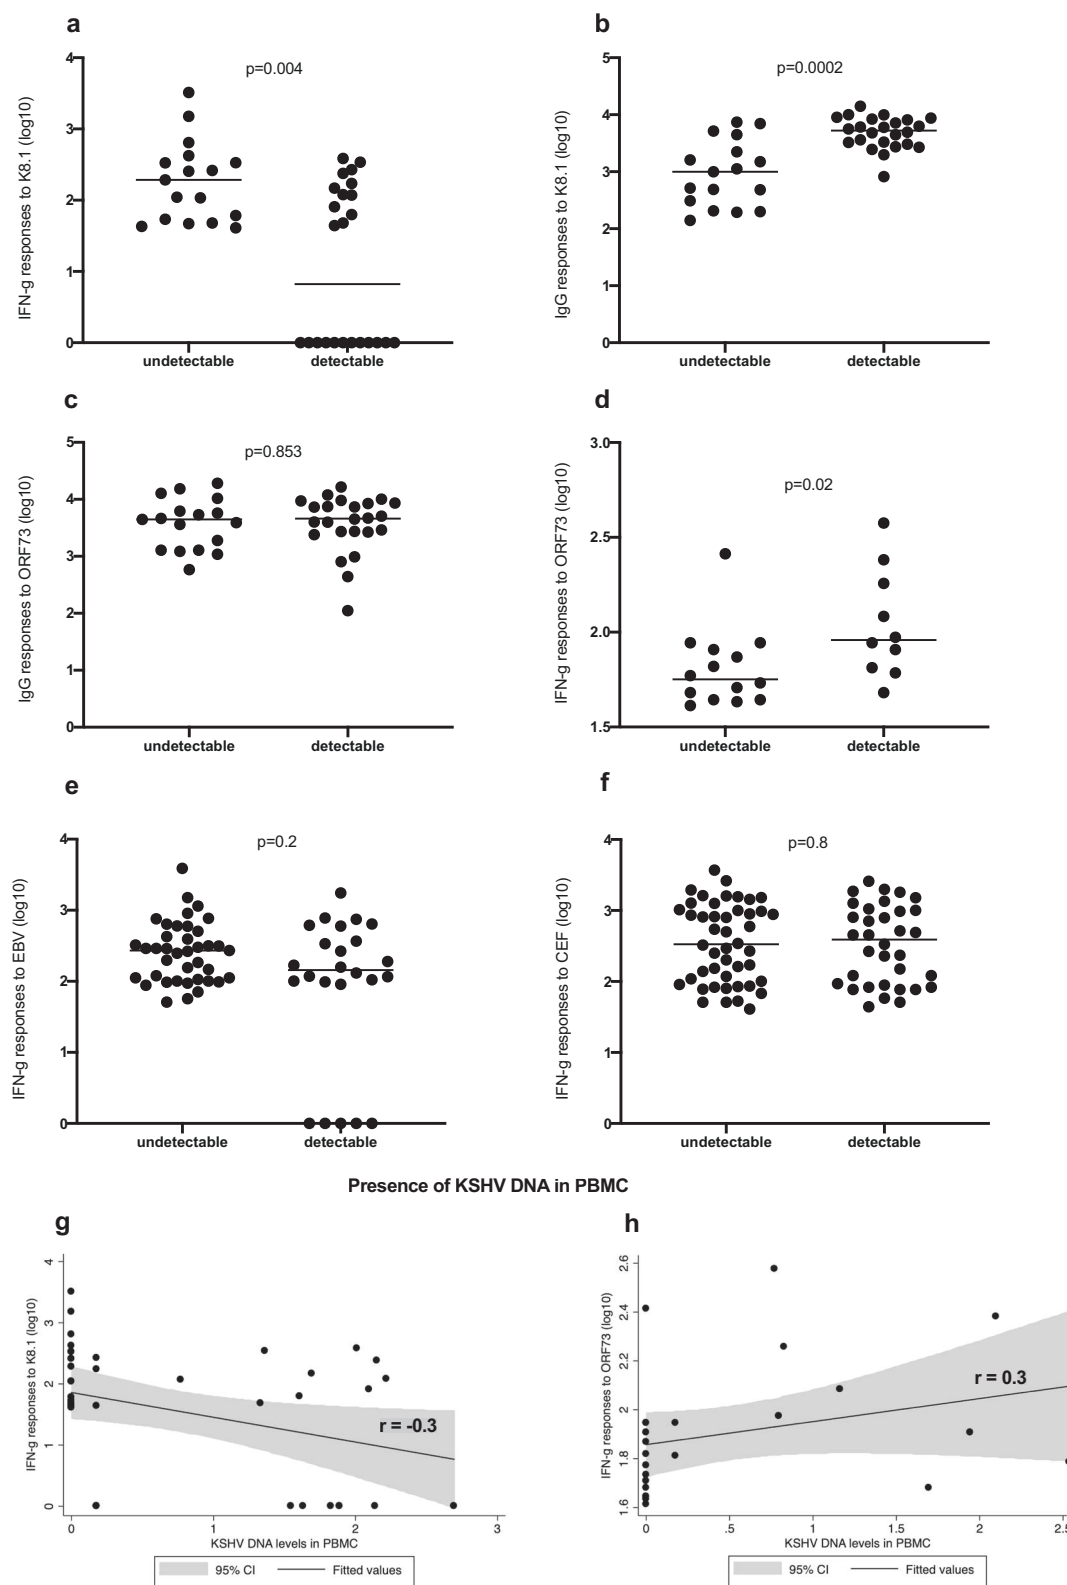 a
IFN-g responses to K8.1 (log10)
4
3
2
1
0
p=0.004
undetectable
detectable
b
IgG responses to K8.1 (log10)
5
4
3
2
1
0
p=0.0002
undetectable
detectable
c
IgG responses to ORF73 (log10)
5
4
3
2
1
0
p=0.853
undetectable
detectable
d
IFN-g responses to ORF73 (log10)
3.0
2.5
2.0
1.5
p=0.02
undetectable
detectable
e
IFN-g responses to EBV (log10)
4
3
2
1
0
p=0.2
undetectable
detectable
f
IFN-g responses to CEF (log10)
4
3
2
1
0
p=0.8
undetectable
detectable
Presence of KSHV DNA in PBMC
g
IFN-g responses to K8.1 (log10)
4
3
2
1
0
r = -0.3
0 1 2 3
KSHV DNA levels in PBMC
95% CI Fitted values
h
IFN-g responses to ORF73 (log10)
2.6
2.4
2.2
2
1.8
1.6
r = 0.3
0 .5 1 1.5 2 2.5
KSHV DNA levels in PBMC
95% CI Fitted values